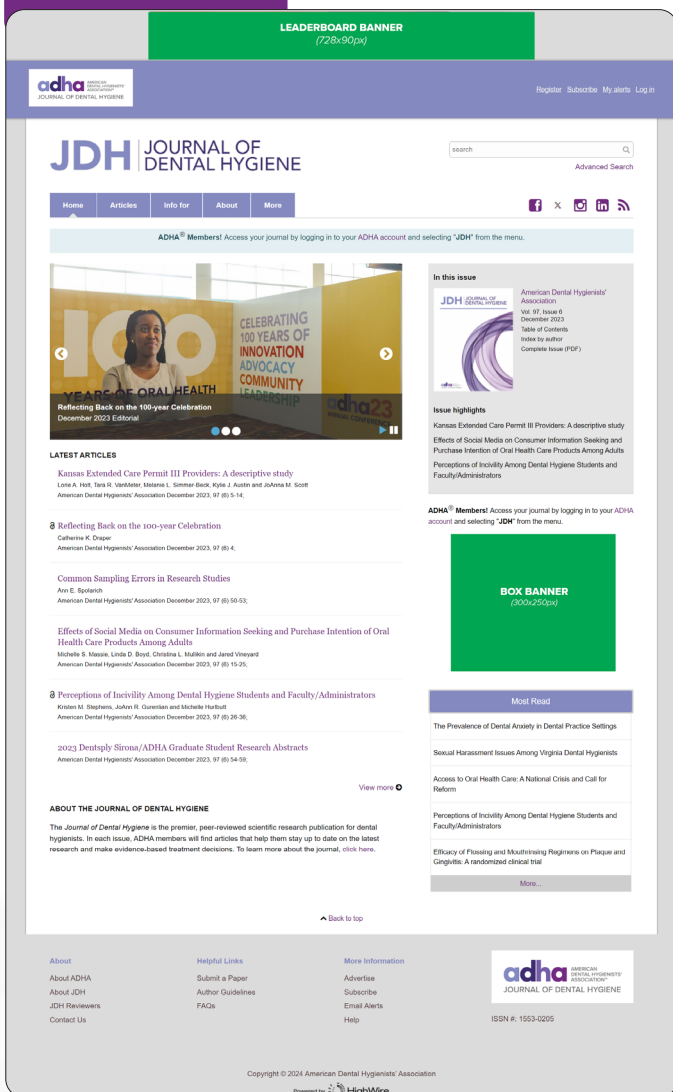 LEADERBOARD BANNER
(728x90px)
adha AMERICAN
DENTAL HYGIENISTS'
ASSOCIATION™
JOURNAL OF DENTAL HYGIENE
Register Subscribe My alerts Log in
JDH JOURNAL OF
DENTAL HYGIENE
search
Advanced Search
Home Articles Info for About More
ADHA® Members! Access your journal by logging in to your ADHA account and selecting "JDH" from the menu.
100
YEARS OF ORAL HEALTH
CELEBRATING
100 YEARS OF
INNOVATION
ADVOCACY
COMMUNITY
LEADERSHIP
adha23
ANNUAL CONFERENCE
Reflecting Back on the 100-year Celebration
December 2023 Editorial
LATEST ARTICLES
Kansas Extended Care Permit III Providers: A descriptive study
Lorie A. Holt, Tara R. VanMeter, Melanie L. Simmer-Beck, Kylie J. Austin and JoAnna M. Scott
American Dental Hygienists' Association December 2023, 97 (6) 5-14;
Reflecting Back on the 100-year Celebration
Catherine K. Draper
American Dental Hygienists' Association December 2023, 97 (6) 4;
Common Sampling Errors in Research Studies
Ann E. Spolarich
American Dental Hygienists' Association December 2023, 97 (6) 50-53;
Effects of Social Media on Consumer Information Seeking and Purchase Intention of Oral
Health Care Products Among Adults
Michelle S. Massie, Linda D. Boyd, Christina L. Mullikin and Jared Vineyard
American Dental Hygienists' Association December 2023, 97 (6) 15-25;
Perceptions of Incivility Among Dental Hygiene Students and Faculty/Administrators
Kristen M. Stephens, JoAnn R. Gurenlian and Michelle Hurlbutt
American Dental Hygienists' Association December 2023, 97 (6) 26-36;
2023 Dentsply Sirona/ADHA Graduate Student Research Abstracts
American Dental Hygienists' Association December 2023, 97 (6) 54-59;
View more
ABOUT THE JOURNAL OF DENTAL HYGIENE
The Journal of Dental Hygiene is the premier, peer-reviewed scientific research publication for dental
hygienists. In each issue, ADHA members will find articles that help them stay up to date on the latest
research and make evidence-based treatment decisions. To learn more about the journal, click here.
In this issue
JDH JOURNAL OF
DENTAL HYGIENE
American Dental Hygienists'
Association
Vol. 97, Issue 6
December 2023
Table of Contents
Index by author
Complete Issue (PDF)
Issue highlights
Kansas Extended Care Permit III Providers: A descriptive study
Effects of Social Media on Consumer Information Seeking and
Purchase Intention of Oral Health Care Products Among Adults
Perceptions of Incivility Among Dental Hygiene Students and
Faculty/Administrators
ADHA® Members! Access your journal by logging in to your ADHA
account and selecting "JDH" from the menu.
BOX BANNER
(300x250px)
Most Read
The Prevalence of Dental Anxiety in Dental Practice Settings
Sexual Harassment Issues Among Virginia Dental Hygienists
Access to Oral Health Care: A National Crisis and Call for
Reform
Perceptions of Incivility Among Dental Hygiene Students and
Faculty/Administrators
Efficacy of Flossing and Mouthrinsing Regimens on Plaque and
Gingivitis: A randomized clinical trial
More...
Back to top
About
About ADHA
About JDH
JDH Reviewers
Contact Us
Helpful Links
Submit a Paper
Author Guidelines
FAQs
More Information
Advertise
Subscribe
Email Alerts
Help
adha AMERICAN
DENTAL HYGIENISTS'
ASSOCIATION™
JOURNAL OF DENTAL HYGIENE
ISSN #: 1553-0205
Copyright © 2024 American Dental Hygienists' Association
Powered by HighWire